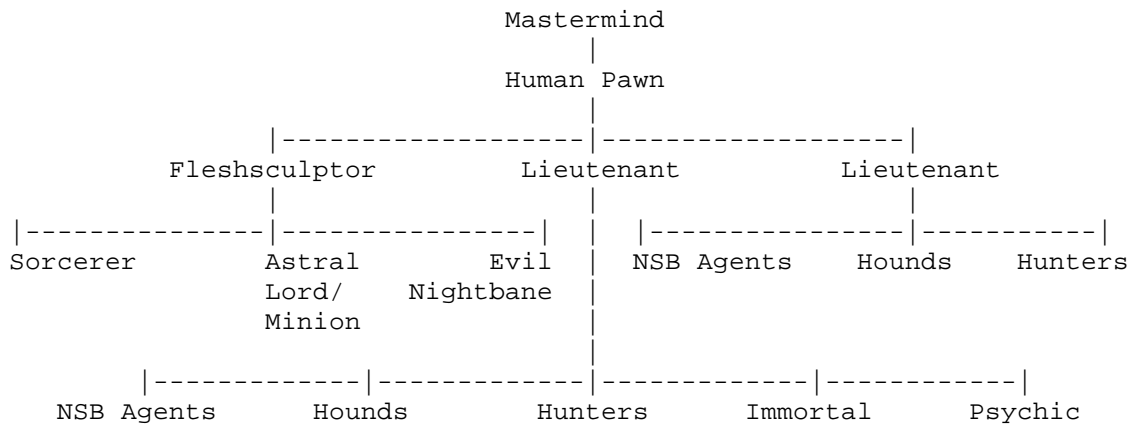 Mastermind
Human Pawn
Fleshsculptor Lieutenant Lieutenant
Sorcerer Astral Evil NSB Agents Hounds Hunters
Lord/ Nightbane
Minion
NSB Agents Hounds Hunters Immortal Psychic